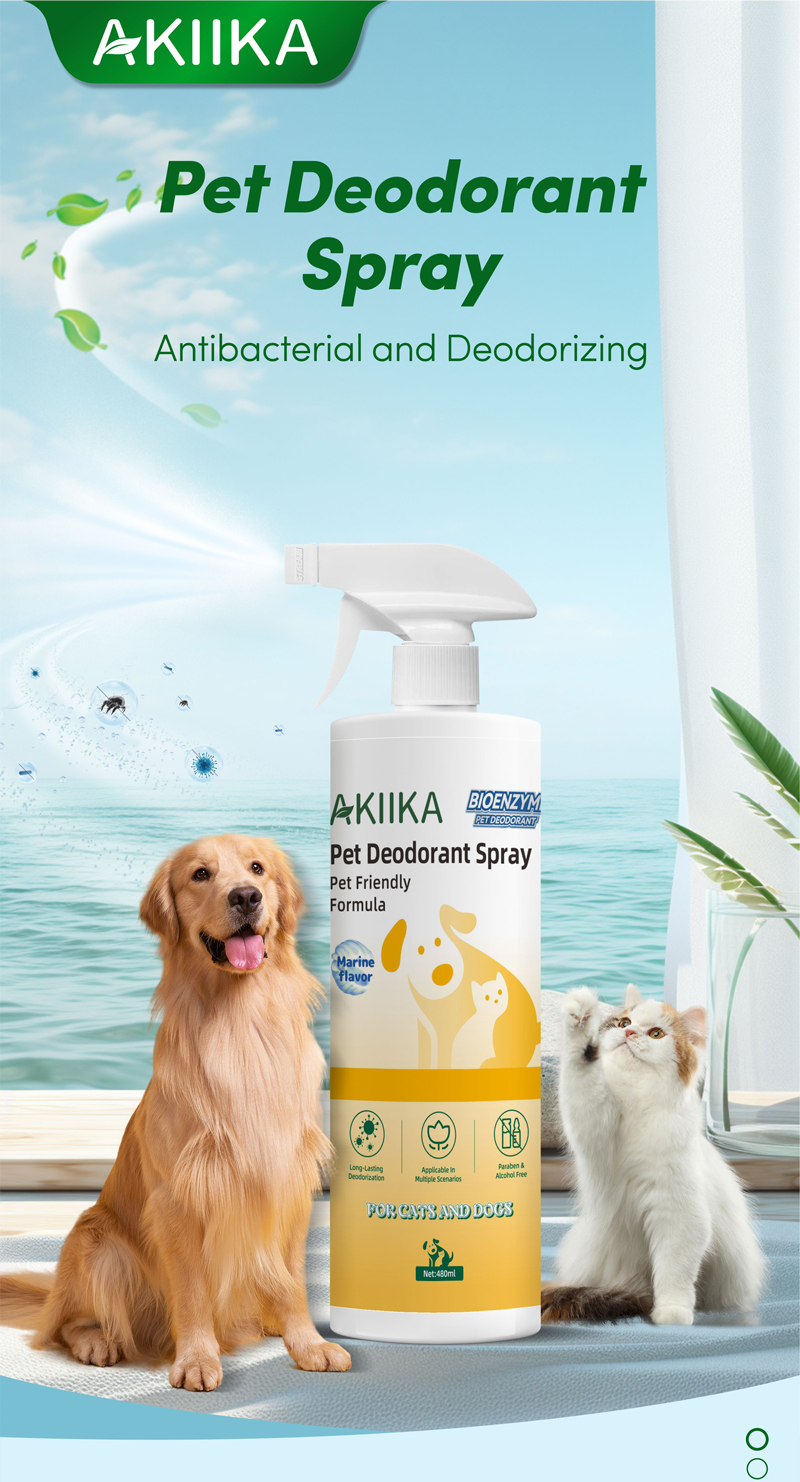 AKIIKA
Pet Deodorant
Spray
Antibacterial and Deodorizing
AKIIKA
PET DEODORANT
Pet Deodorant Spray
Pet Friendly
Formula
Marine
flavor
Long-Lasting
Deodorization
Applicable In
Multiple Scenarios
Paraben &
Alcohol Free
FOR CATS AND DOGS
Net:480ml